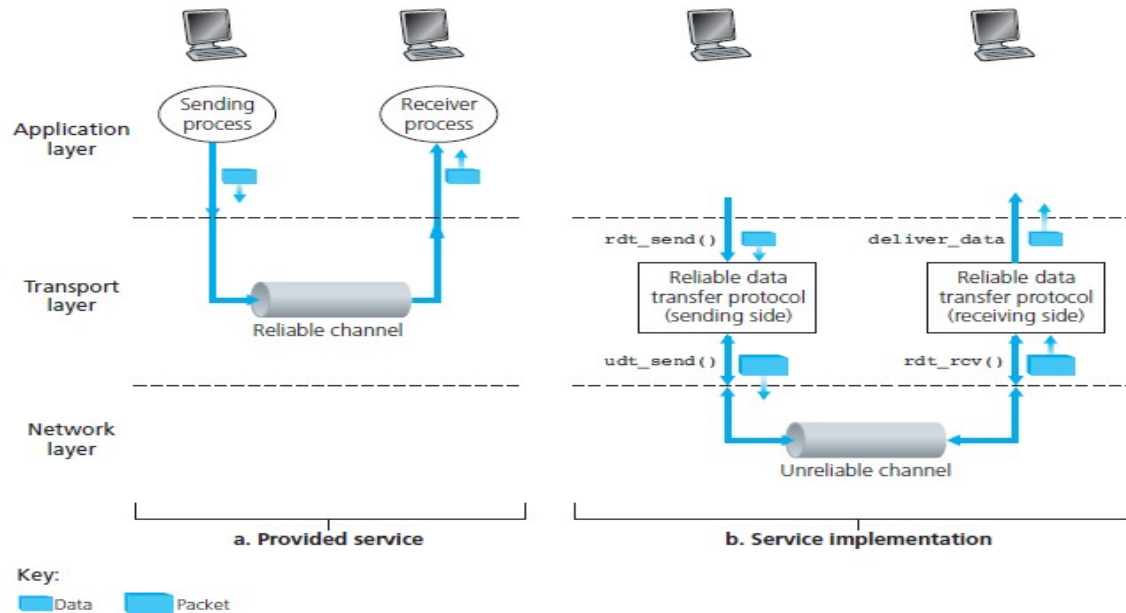 Sending
process
Receiver
process
Application
layer
rdt_send()
deliver_data
Transport
layer
Reliable data
transfer protocol
(sending side)
Reliable data
transfer protocol
(receiving side)
Reliable channel
udt_send()
rdt_rcv()
Network
layer
Unreliable channel
a. Provided service
b. Service implementation
Key:
Data
Packet